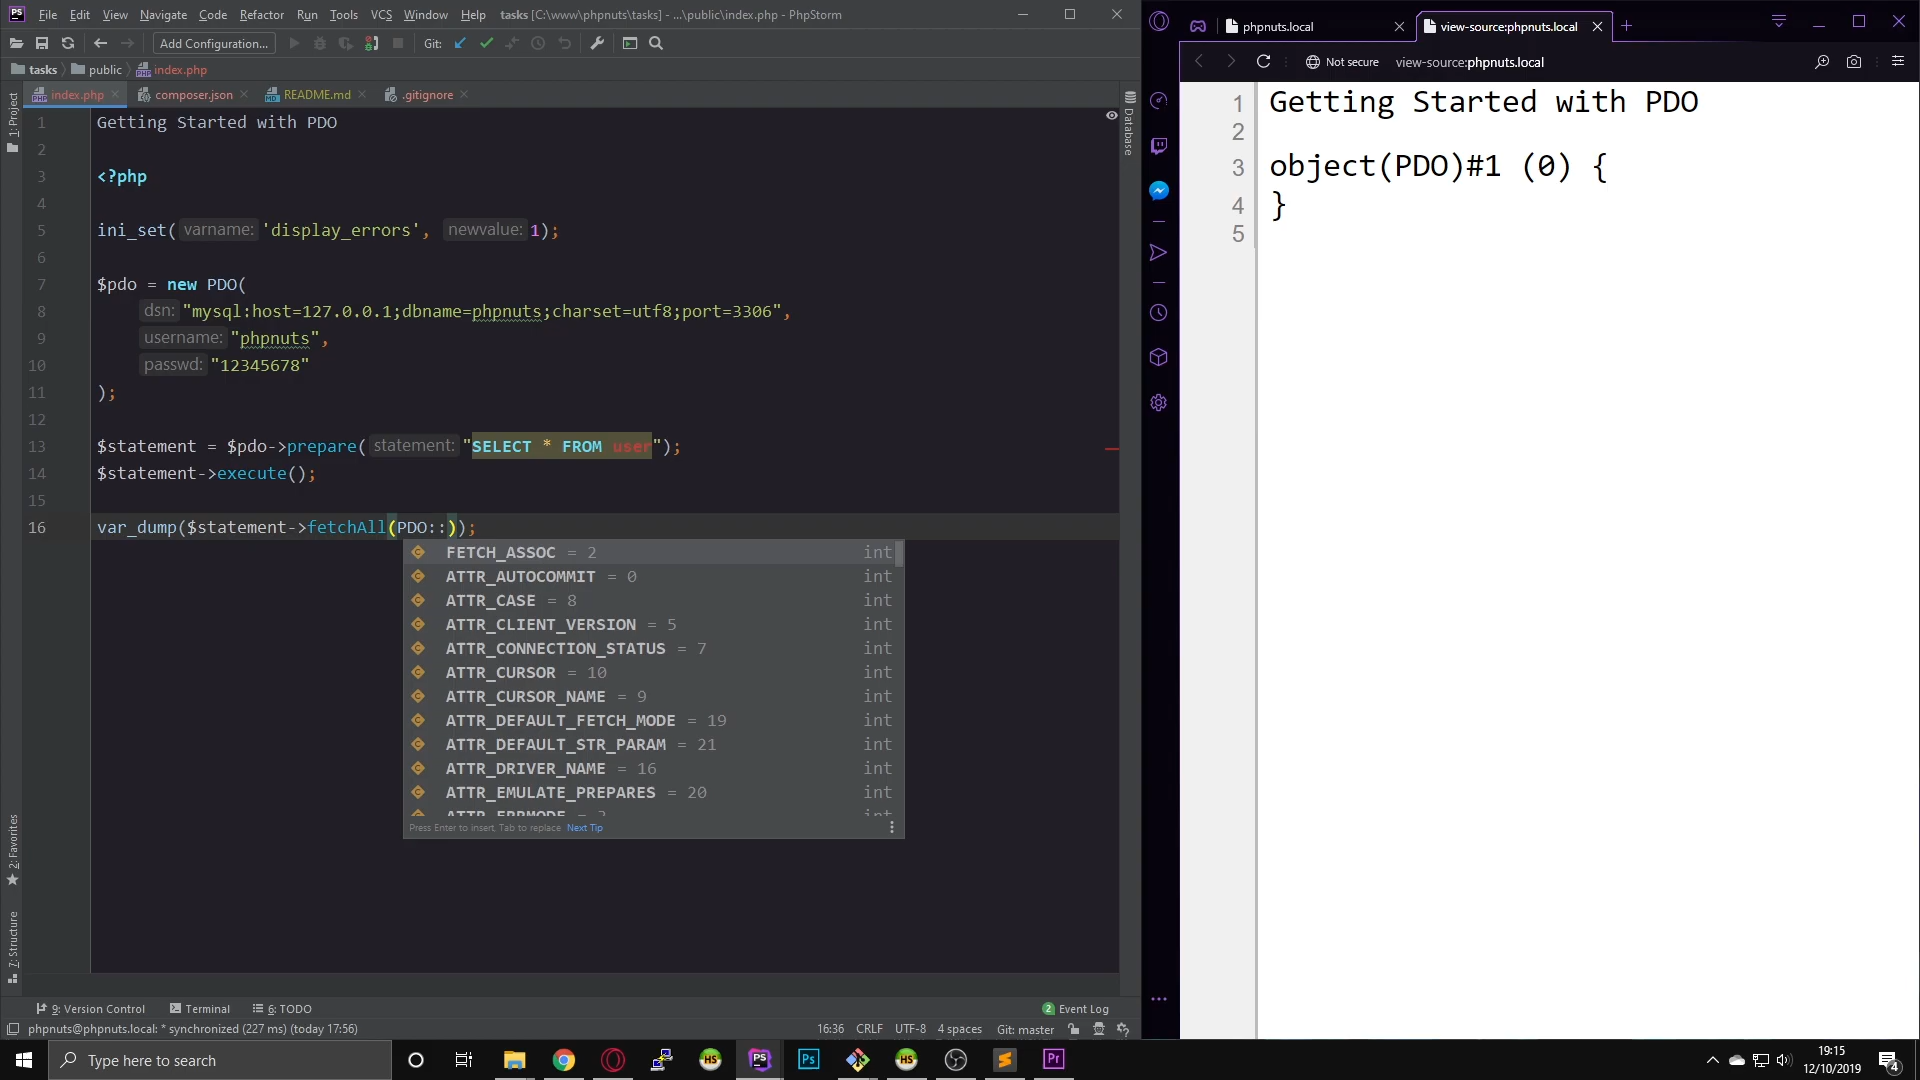 PS File Edit View Navigate Code Refactor Run Tools VCS Window Help tasks [C:\www\phpnuts\tasks] - ...\public\index.php - PhpStorm
Add Configuration... Git:
tasks public index.php
index.php composer.json README.md .gitignore
1: Project
Database
1 Getting Started with PDO
2
3 <?php
4
5 ini_set( varname: 'display_errors', newvalue: 1);
6
7 $pdo = new PDO(
8 dsn: "mysql:host=127.0.0.1;dbname=phpnuts;charset=utf8;port=3306",
9 username: "phpnuts",
10 passwd: "12345678"
11 );
12
13 $statement = $pdo->prepare( statement: "SELECT * FROM user");
14 $statement->execute();
15
16 var_dump($statement->fetchAll(PDO::));
FETCH_ASSOC = 2 int
ATTR_AUTOCOMMIT = 0 int
ATTR_CASE = 8 int
ATTR_CLIENT_VERSION = 5 int
ATTR_CONNECTION_STATUS = 7 int
ATTR_CURSOR = 10 int
ATTR_CURSOR_NAME = 9 int
ATTR_DEFAULT_FETCH_MODE = 19 int
ATTR_DEFAULT_STR_PARAM = 21 int
ATTR_DRIVER_NAME = 16 int
ATTR_EMULATE_PREPARES = 20 int
ATTR_ERRMODE = 3 int
Press Enter to insert, Tab to replace Next Tip
2: Favorites
7: Structure
9: Version Control Terminal 6: TODO 2 Event Log
phpnuts@phpnuts.local: * synchronized (227 ms) (today 17:56) 16:36 CRLF UTF-8 4 spaces Git: master
phpnuts.local view-source:phpnuts.local
Not secure view-source:phpnuts.local
1 Getting Started with PDO
2
3 object(PDO)#1 (0) {
4 }
5
Type here to search HS PS Ps HS Pr 19:15
12/10/2019 4